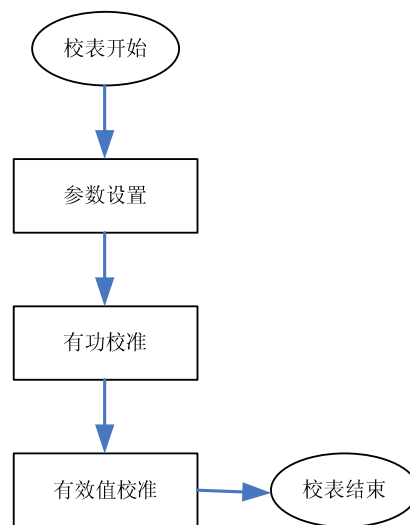 校表开始
参数设置
有功校准
有效值校准
校表结束